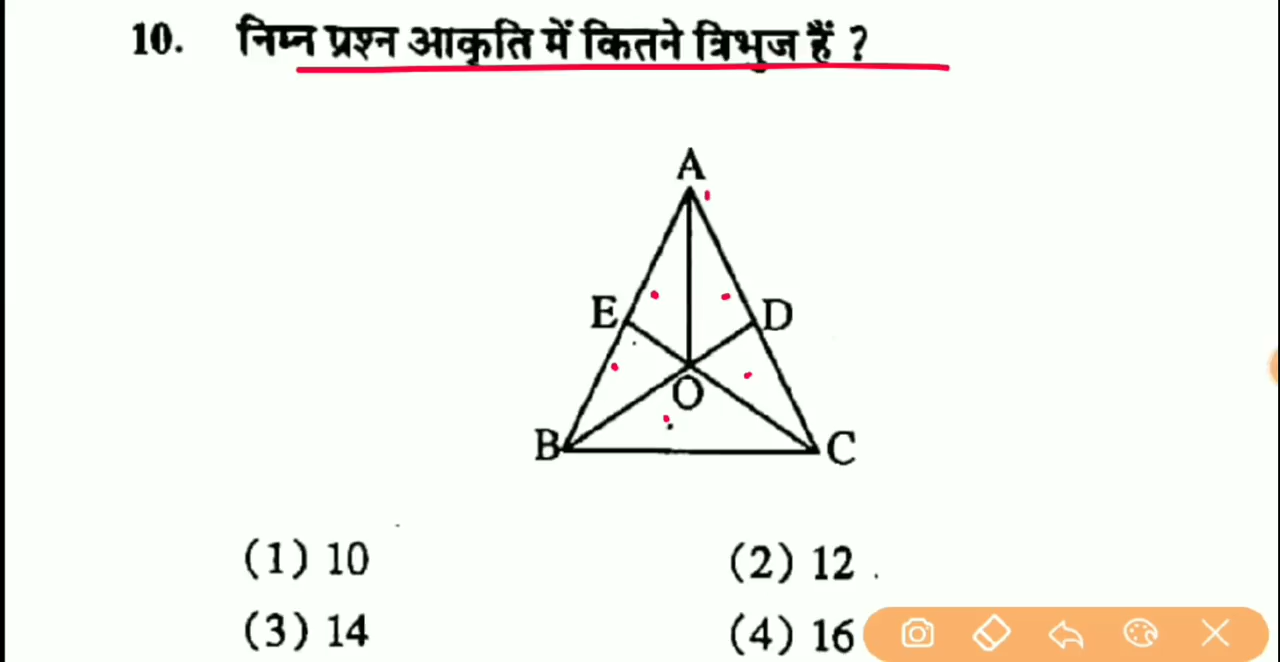 10. निम्न प्रश्न आकृति में कितने त्रिभुज हैं ?
A
E D
O
B C
(1) 10 (2) 12
(3) 14 (4) 16